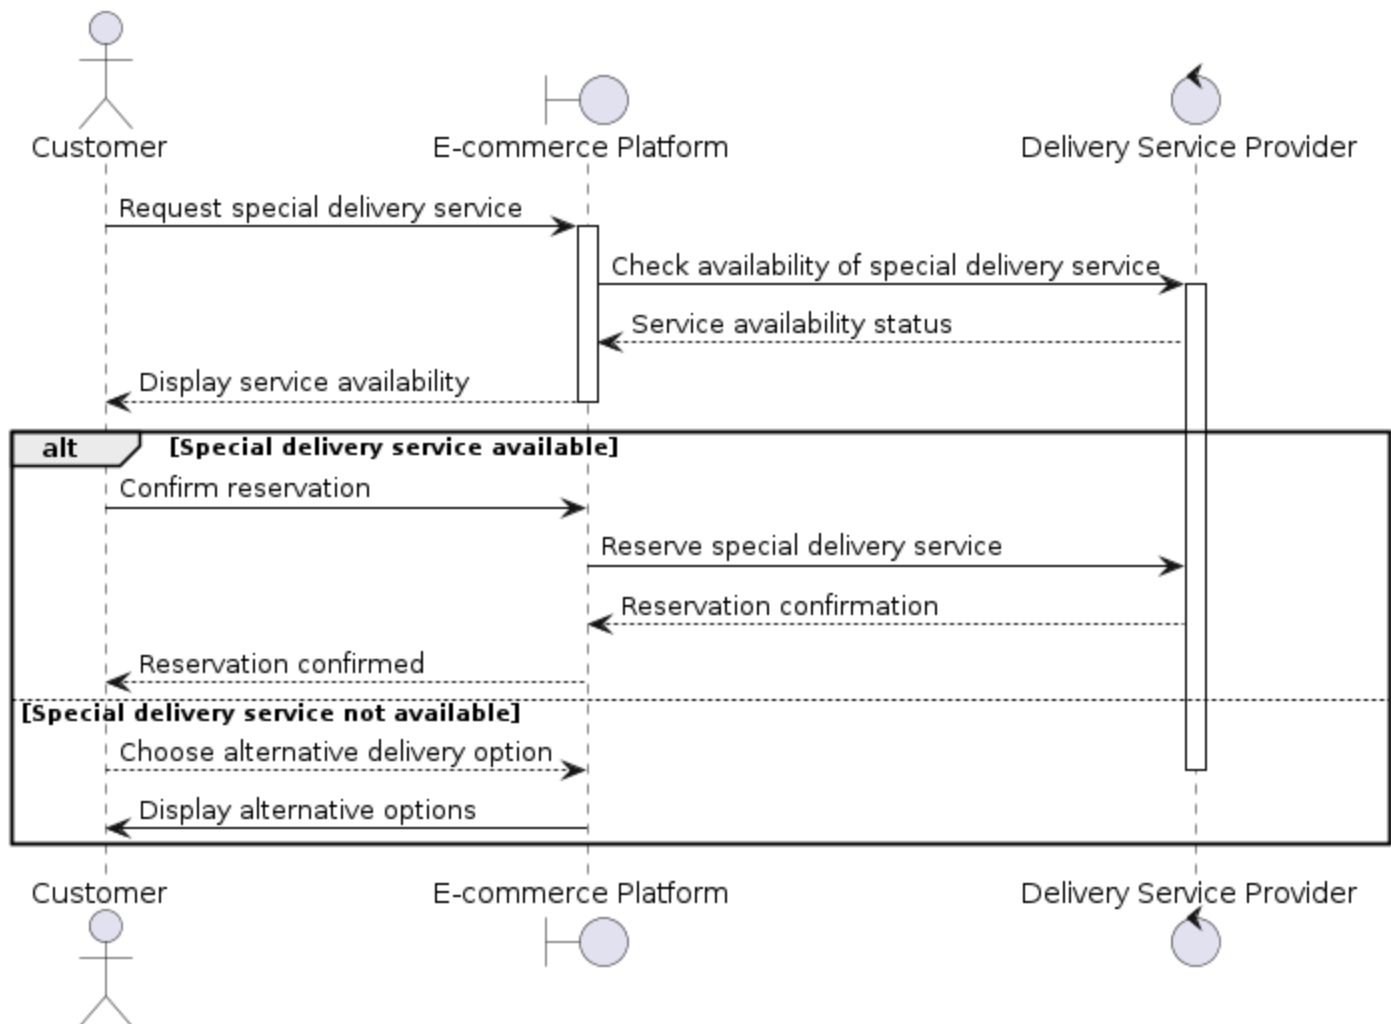 Customer
E-commerce Platform
Delivery Service Provider
Request special delivery service
Check availability of special delivery service
Service availability status
Display service availability
alt
[Special delivery service available]
Confirm reservation
Reserve special delivery service
Reservation confirmation
Reservation confirmed
[Special delivery service not available]
Choose alternative delivery option
Display alternative options
Customer
E-commerce Platform
Delivery Service Provider